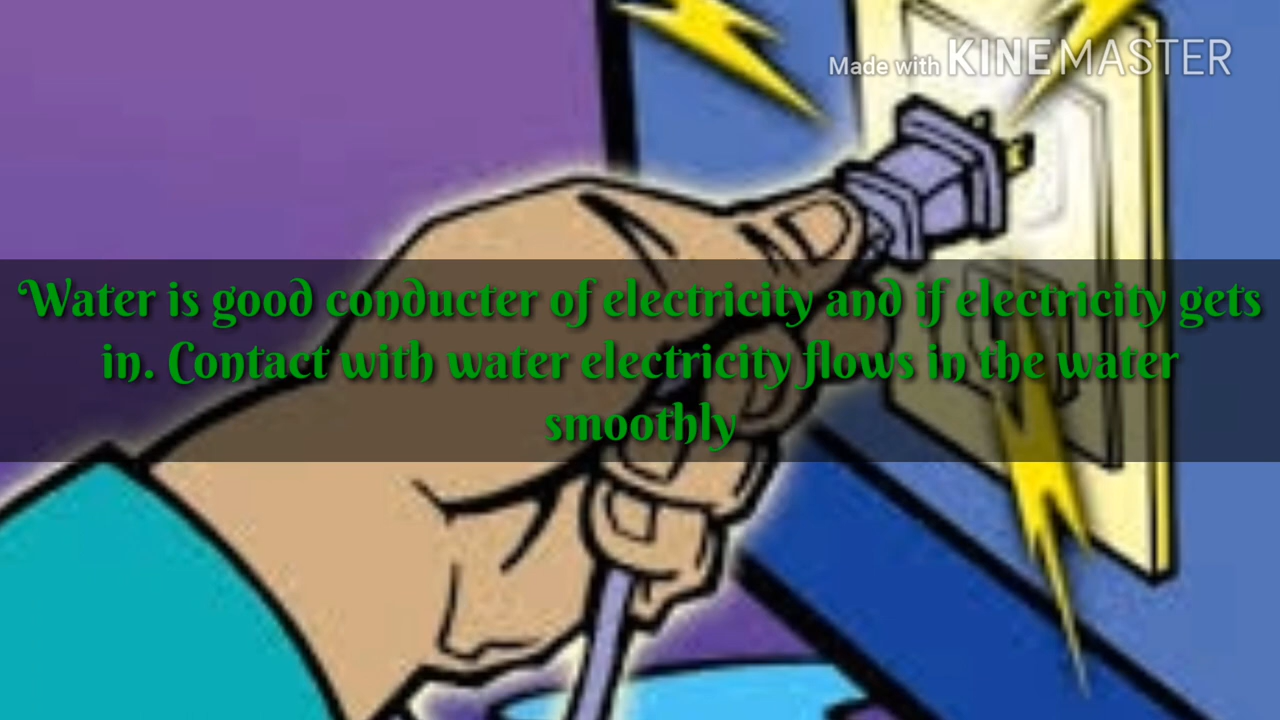 Made with KINEMASTER
Water is good conducter of electricity and if electricity gets
in. Contact with water electricity flows in the water
smoothly